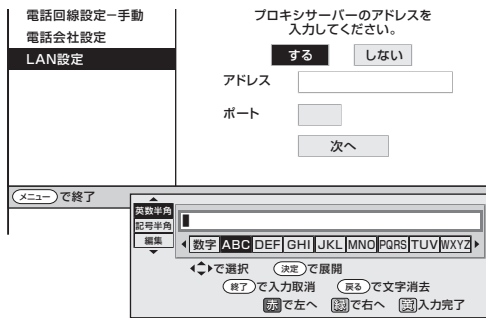 電話回線設定−手動
電話会社設定
LAN設定
プロキシサーバーのアドレスを
入力してください。
する しない
アドレス
ポート
次へ
メニューで終了
英数半角
記号半角
編集
数字 ABC DEF GHI JKL MNO PQRS TUV WXYZ
で選択 決定で展開
終了で入力取消 戻るで文字消去
赤で左へ 緑で右へ 黄入力完了